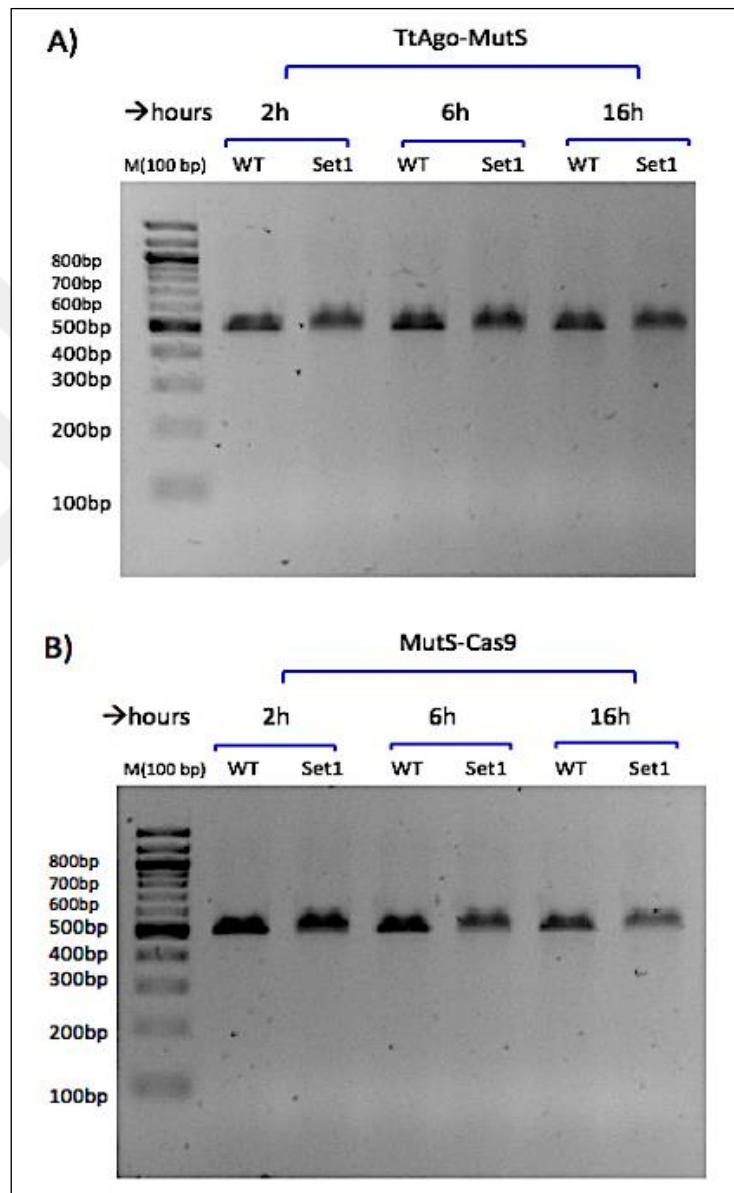 A)
TtAgo-MutS
→hours 2h 6h 16h
M(100 bp) WT Set1 WT Set1 WT Set1
800bp
700bp
600bp
500bp
400bp
300bp
200bp
100bp
B)
MutS-Cas9
→hours 2h 6h 16h
M(100 bp) WT Set1 WT Set1 WT Set1
800bp
700bp
600bp
500bp
400bp
300bp
200bp
100bp